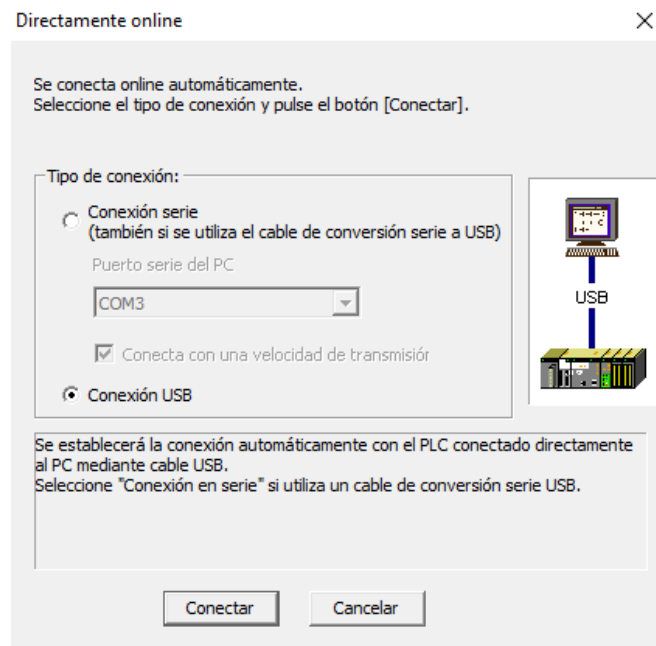 Directamente online
Se conecta online automáticamente.
Seleccione el tipo de conexión y pulse el botón [Conectar].
Tipo de conexión:
Conexión serie
(también si se utiliza el cable de conversión serie a USB)
Puerto serie del PC
COM3
Conecta con una velocidad de transmisiór
Conexión USB
USB
Se establecerá la conexión automáticamente con el PLC conectado directamente
al PC mediante cable USB.
Seleccione "Conexión en serie" si utiliza un cable de conversión serie USB.
Conectar
Cancelar